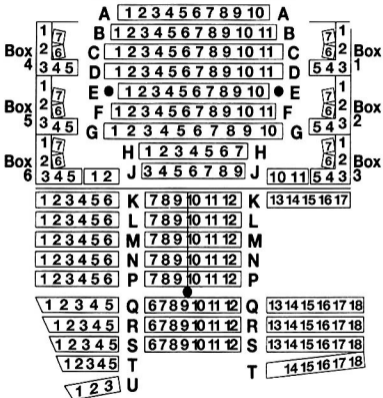 A 1 2 3 4 5 6 7 8 9 10 A
B 1 2 3 4 5 6 7 8 9 10 11 B
C 1 2 3 4 5 6 7 8 9 10 11 C
D 1 2 3 4 5 6 7 8 9 10 11 D
E 1 2 3 4 5 6 7 8 9 10 E
F 1 2 3 4 5 6 7 8 9 10 11 F
G 1 2 3 4 5 6 7 8 9 10 G
H 1 2 3 4 5 6 7 H
J 3 4 5 6 7 8 9 J
Box 4
1 7
2 6
3 4 5
Box 5
1 7
2 6
3 4 5
Box 6
1 7
2 6
3 4 5
1 2
Box 1
7 1
6 2
5 4 3
Box 2
7 1
6 2
5 4 3
Box 3
7 1
6 2
10 11 5 4 3
1 2 3 4 5 6 K 7 8 9 10 11 12 K 13 14 15 16 17
1 2 3 4 5 6 L 7 8 9 10 11 12 L
1 2 3 4 5 6 M 7 8 9 10 11 12 M
1 2 3 4 5 6 N 7 8 9 10 11 12 N
1 2 3 4 5 6 P 7 8 9 10 11 12 P
1 2 3 4 5 Q 6 7 8 9 10 11 12 Q 13 14 15 16 17 18
1 2 3 4 5 R 6 7 8 9 10 11 12 R 13 14 15 16 17 18
1 2 3 4 5 S 6 7 8 9 10 11 12 S 13 14 15 16 17 18
1 2 3 4 5 T T 14 15 16 17 18
1 2 3 U